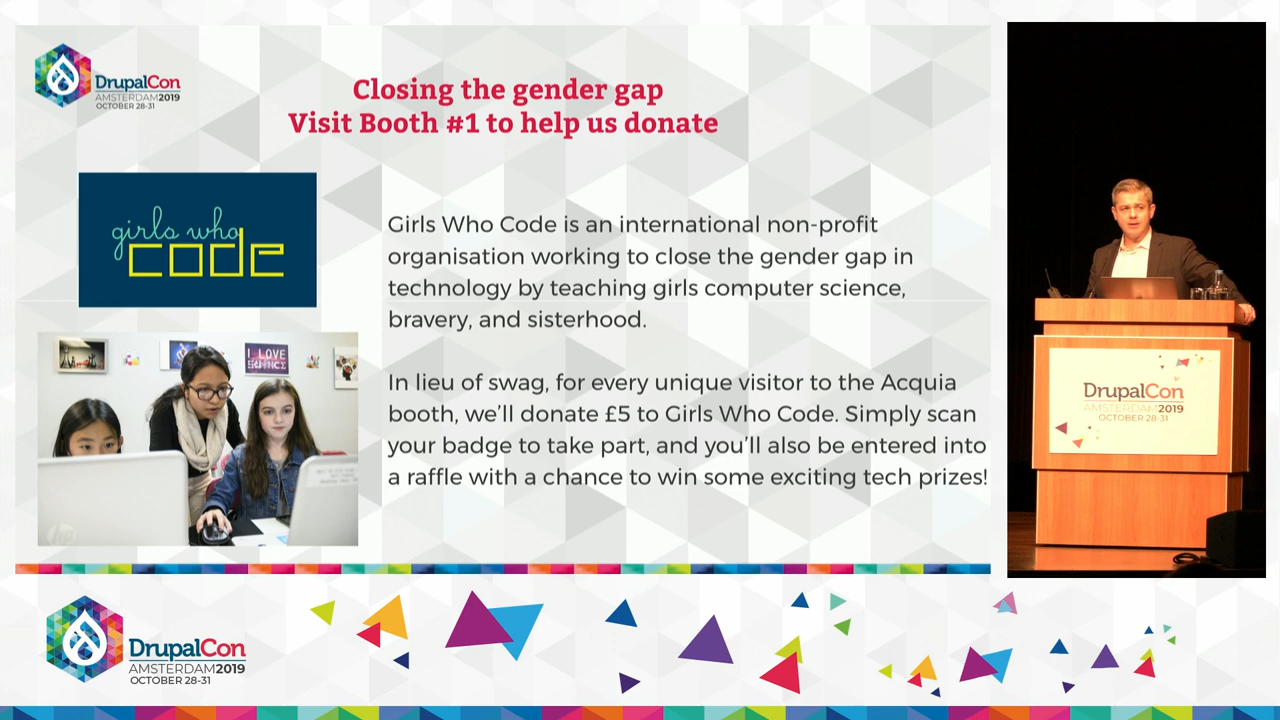 DrupalCon
AMSTERDAM2019
OCTOBER 28-31
Closing the gender gap
Visit Booth #1 to help us donate
girls who
code
I LOVE
Girls Who Code is an international non-profit
organisation working to close the gender gap in
technology by teaching girls computer science,
bravery, and sisterhood.
In lieu of swag, for every unique visitor to the Acquia
booth, we'll donate £5 to Girls Who Code. Simply scan
your badge to take part, and you'll also be entered into
a raffle with a chance to win some exciting tech prizes!
hp
DrupalCon
AMSTERDAM2019
OCTOBER 28-31
DrupalCon
AMSTERDAM2019
OCTOBER 28-31